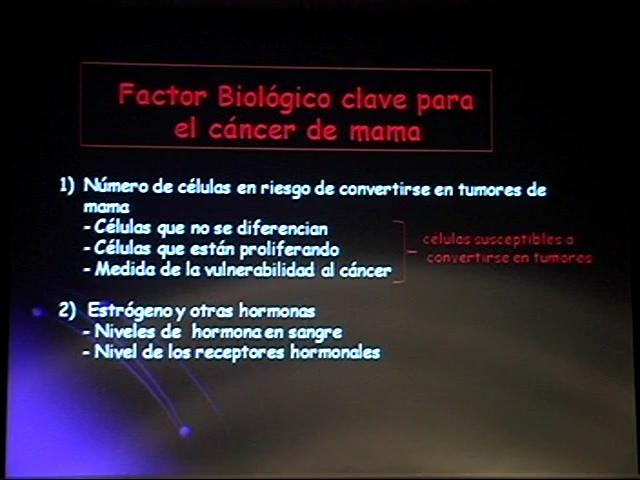 Factor Biológico clave para
el cáncer de mama
1) Número de células en riesgo de convertirse en tumores de
mama
- Células que no se diferencian
- Células que están proliferando
- Medida de la vulnerabilidad al cáncer
celulas susceptibles a
convertirse en tumores
2) Estrógeno y otras hormonas
- Niveles de hormona en sangre
- Nivel de los receptores hormonales